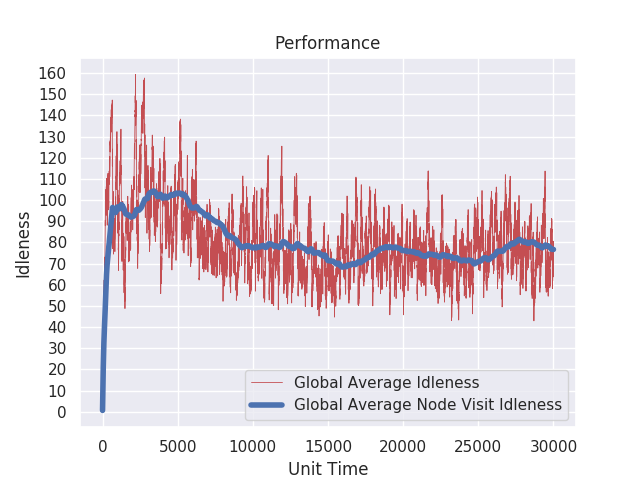 Performance
Idleness
160
150
140
130
120
110
100
90
80
70
60
50
40
30
20
10
0
Global Average Idleness
Global Average Node Visit Idleness
0 5000 10000 15000 20000 25000 30000
Unit Time